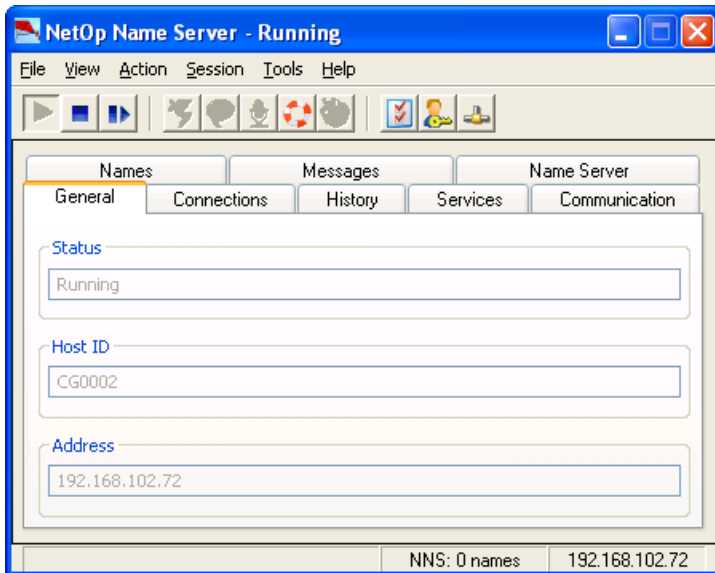 NetOp Name Server - Running
File View Action Session Tools Help
Names Messages Name Server
General Connections History Services Communication
Status
Running
Host ID
CG0002
Address
192.168.102.72
NNS: 0 names 192.168.102.72